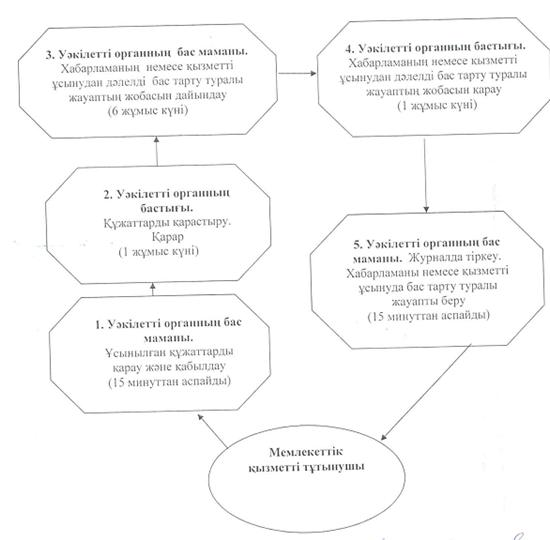 3. Уәкілетті органның бас маманы.
Хабарламаның немесе қызметті
ұсынудан дәлелді бас тарту туралы
жауаптың жобасын дайындау
(6 жұмыс күні)
4. Уәкілетті органның бастығы.
Хабарламаның немесе қызметті
ұсынудан дәлелді бас тарту туралы
жауаптың жобасын қарау
(1 жұмыс күні)
2. Уәкілетті органның
бастығы.
Құжаттарды қарастыру.
Қарар
(1 жұмыс күні)
5. Уәкілетті органның бас
маманы. Журналда тіркеу.
Хабарламаны немесе қызметті
ұсынуда бас тарту туралы
жауапты беру
(15 минуттан аспайды)
1. Уәкілетті органның бас
маманы.
Ұсынылған құжаттарды
қарау және қабылдау
(15 минуттан аспайды)
Мемлекеттік
қызметті тұтынушы